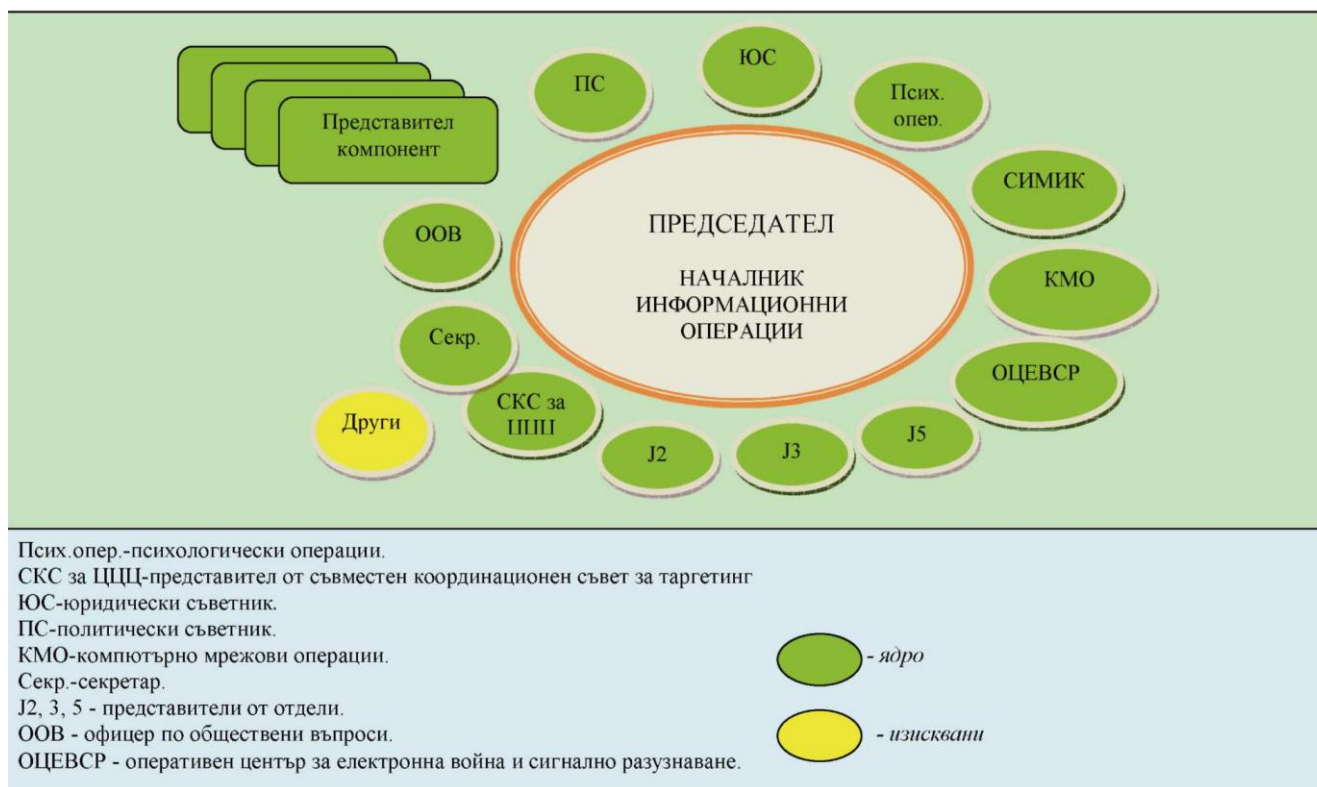 ЮС
ПС
Псих.
опер.
Представител
компонент
СИМИК
ПРЕДСЕДАТЕЛ
ООВ
НАЧАЛНИК
ИНФОРМАЦИОННИ
ОПЕРАЦИИ
КМО
Секр.
ОЦЕВСР
СКС за
ЦЦЦ
Други
J5
J2
J3
Псих.опер.-психологически операции.
СКС за ЦЦЦ-представител от съвместен координационен съвет за таргетинг
ЮС-юридически съветник.
ПС-политически съветник.
КМО-компютърно мрежови операции.
Секр.-секретар.
J2, 3, 5 - представители от отдели.
ООВ - офицер по обществени въпроси.
ОЦЕВСР - оперативен център за електронна война и сигнално разузнаване.
- ядро
- изисквани